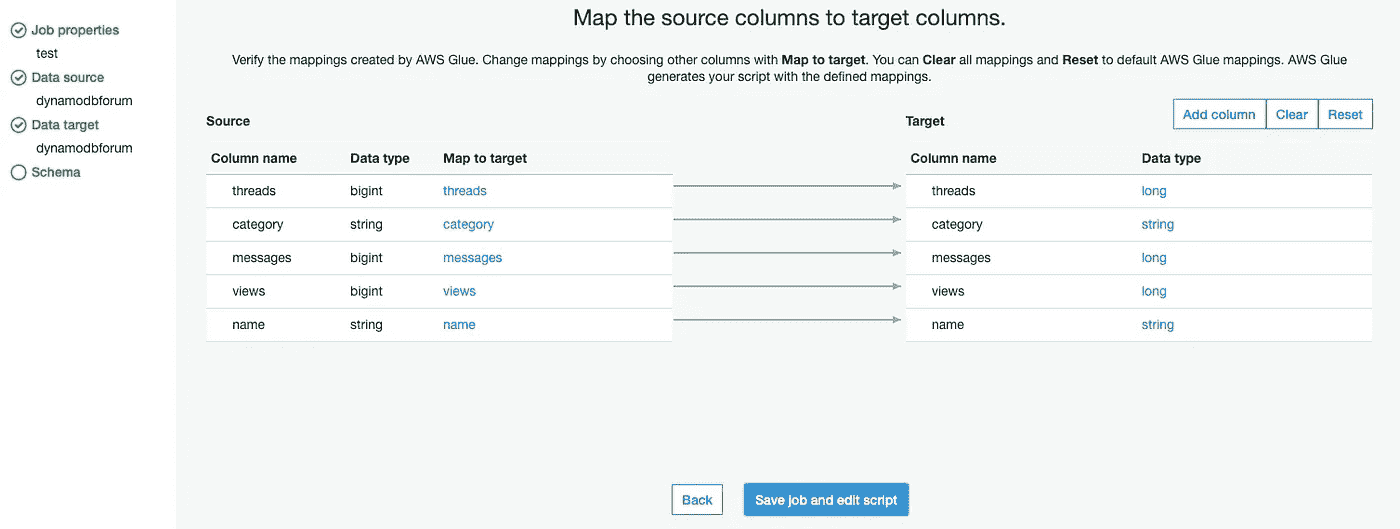 Job properties
test
Data source
dynamodbforum
Data target
dynamodbforum
Schema
Map the source columns to target columns.
Verify the mappings created by AWS Glue. Change mappings by choosing other columns with Map to target. You can Clear all mappings and Reset to default AWS Glue mappings. AWS Glue
generates your script with the defined mappings.
Add column Clear Reset
Source Target
Column name Data type Map to target Column name Data type
threads bigint threads threads long
category string category category string
messages bigint messages messages long
views bigint views views long
name string name name string
Back Save job and edit script